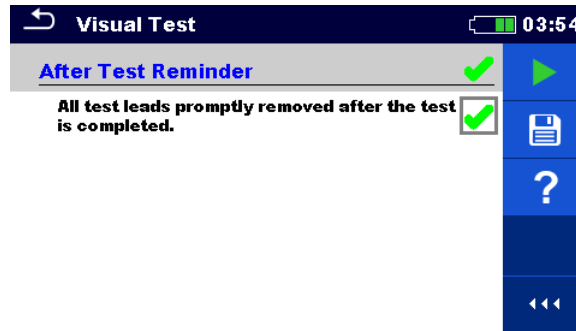 Visual Test
03:54
After Test Reminder
All test leads promptly removed after the test
is completed.
?